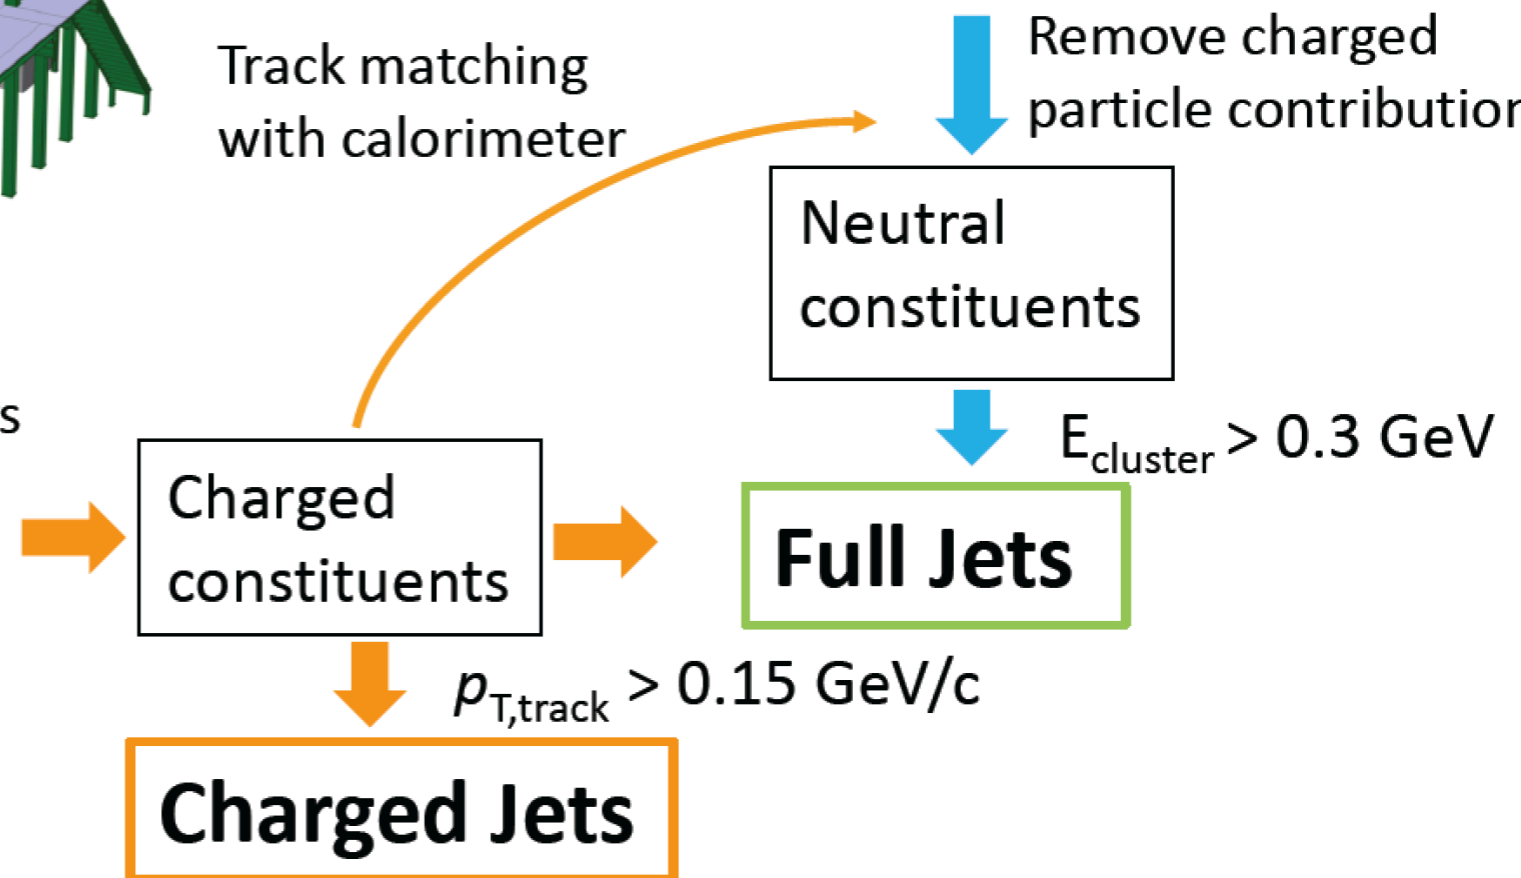 Track matching
with calorimeter
Remove charged
particle contribution
Neutral
constituents
s
E_cluster > 0.3 GeV
Charged
constituents
Full Jets
p_T,track > 0.15 GeV/c
Charged Jets